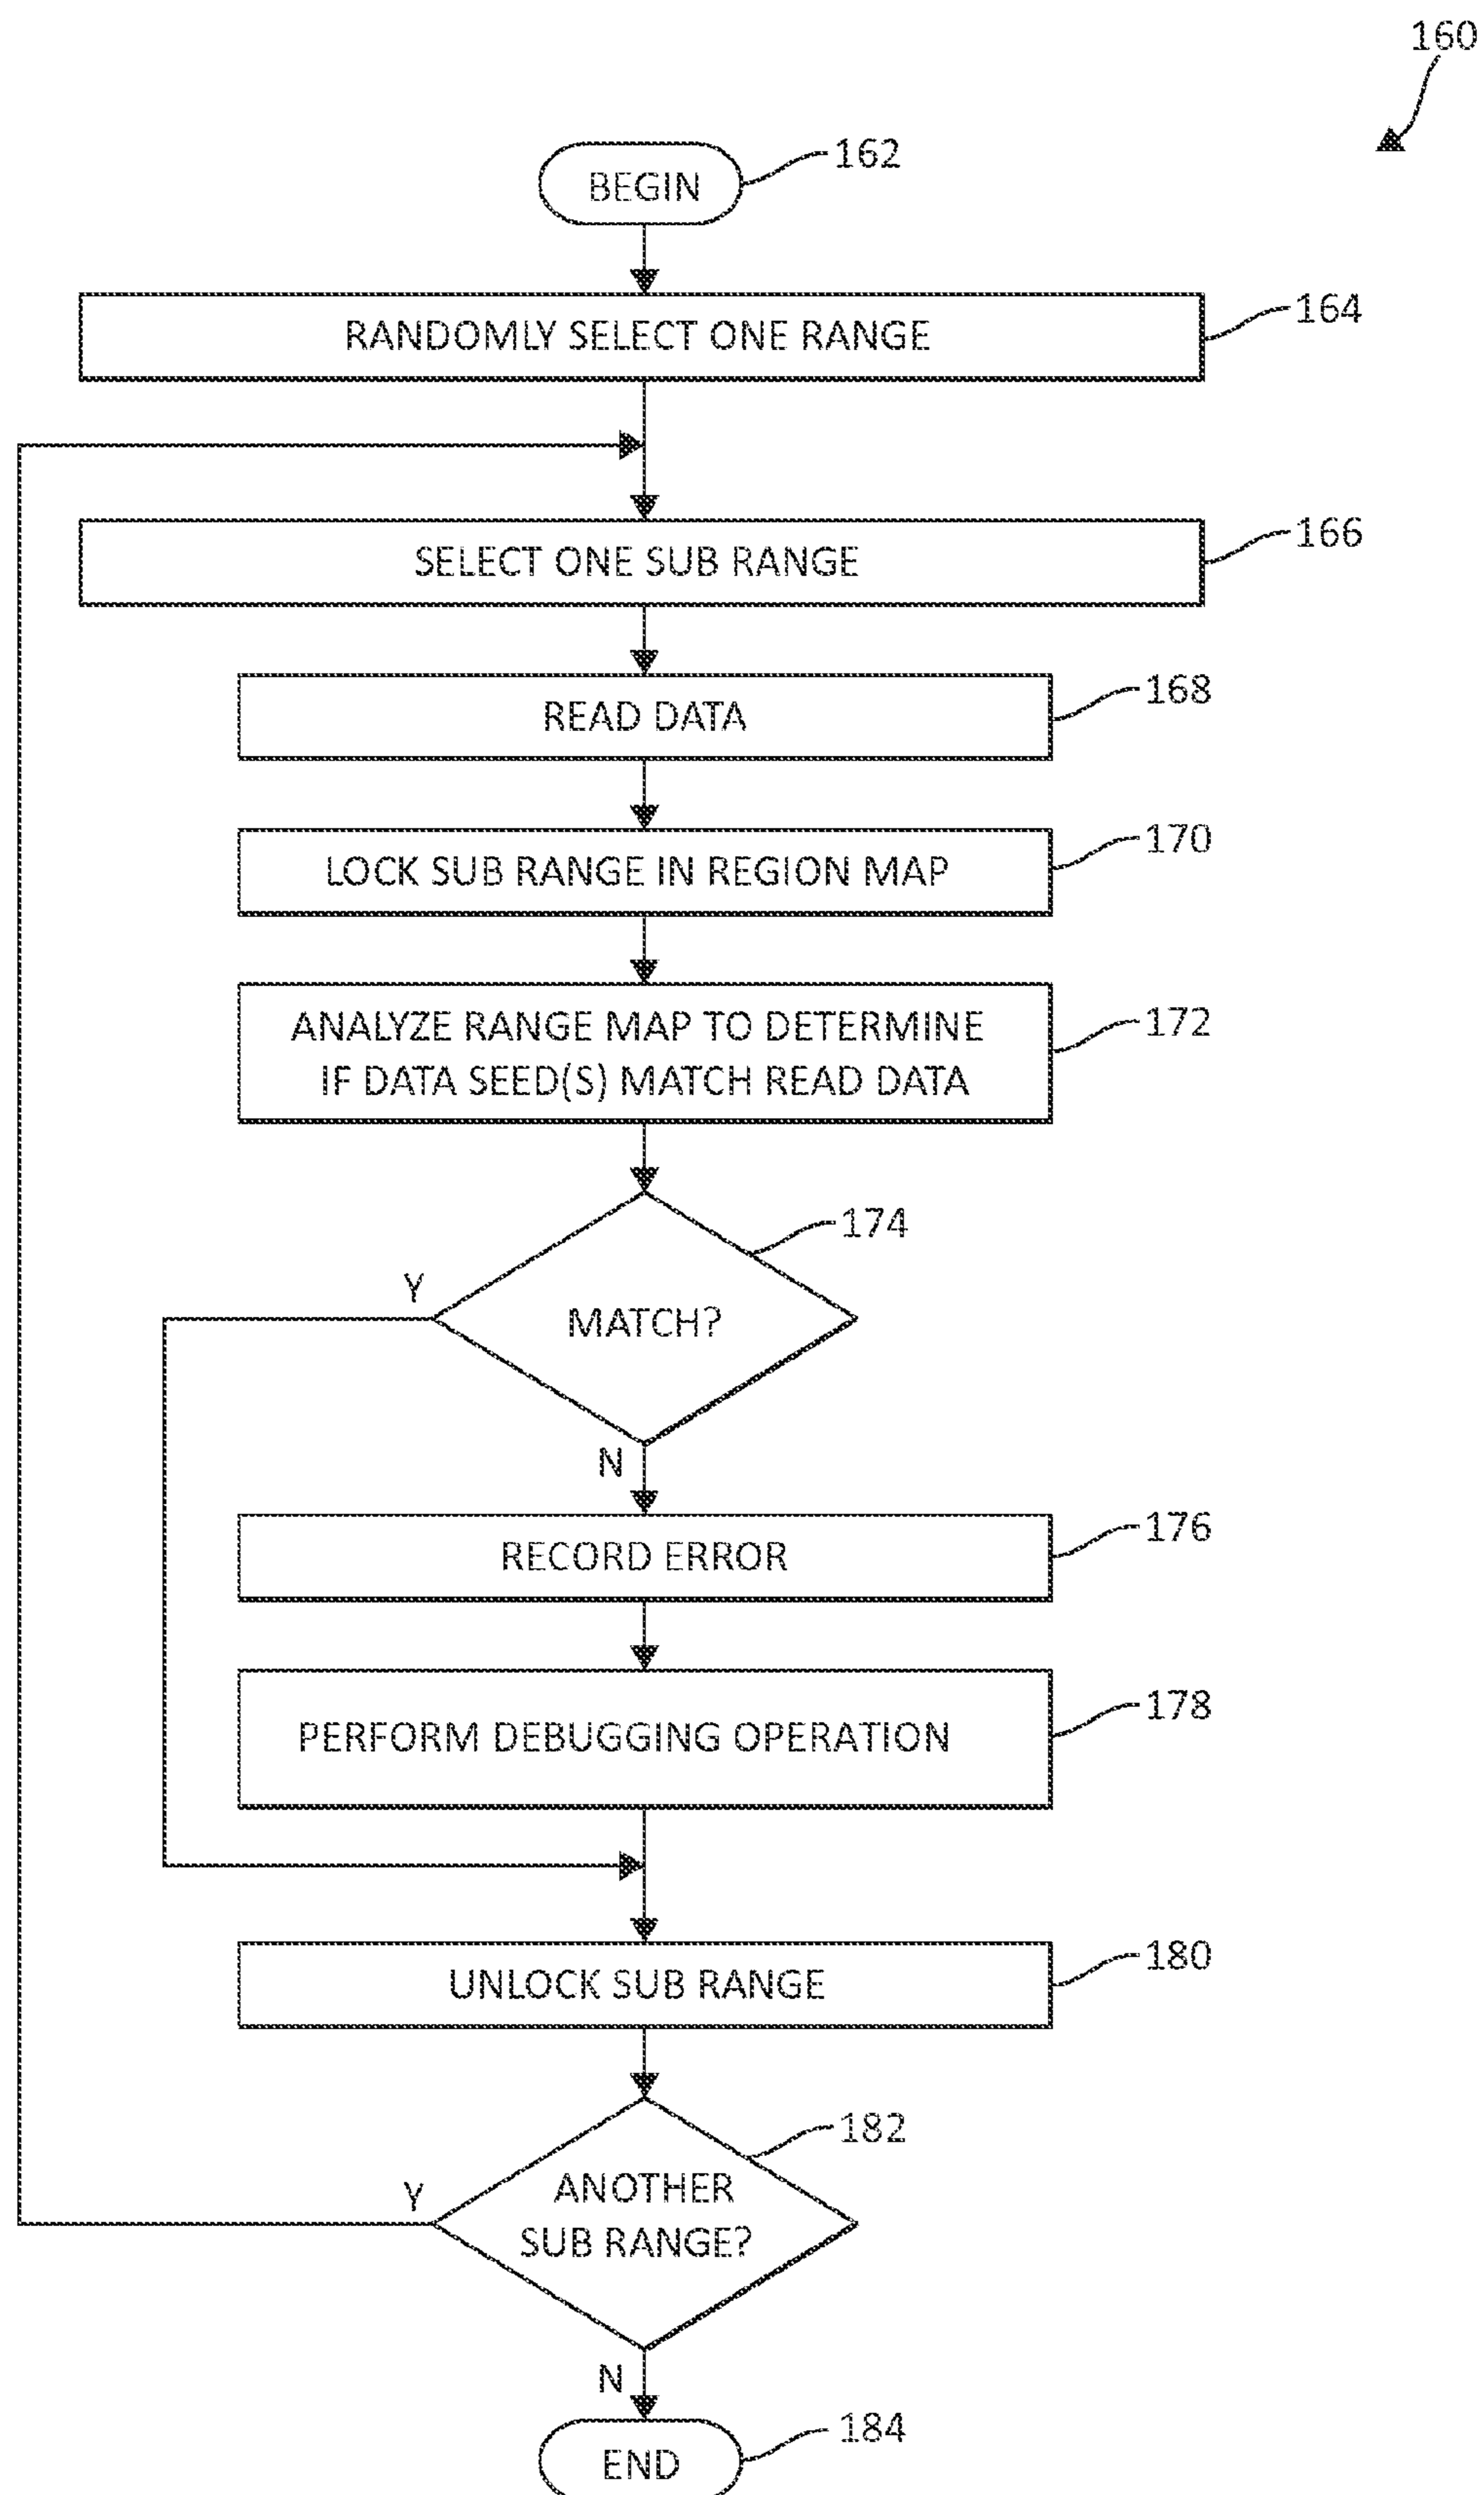 160
BEGIN
162
RANDOMLY SELECT ONE RANGE
164
SELECT ONE SUB RANGE
166
READ DATA
168
LOCK SUB RANGE IN REGION MAP
170
ANALYZE RANGE MAP TO DETERMINE
IF DATA SEED(S) MATCH READ DATA
172
174
Y
MATCH?
N
RECORD ERROR
176
PERFORM DEBUGGING OPERATION
178
UNLOCK SUB RANGE
180
182
Y
ANOTHER
SUB RANGE?
N
END
184